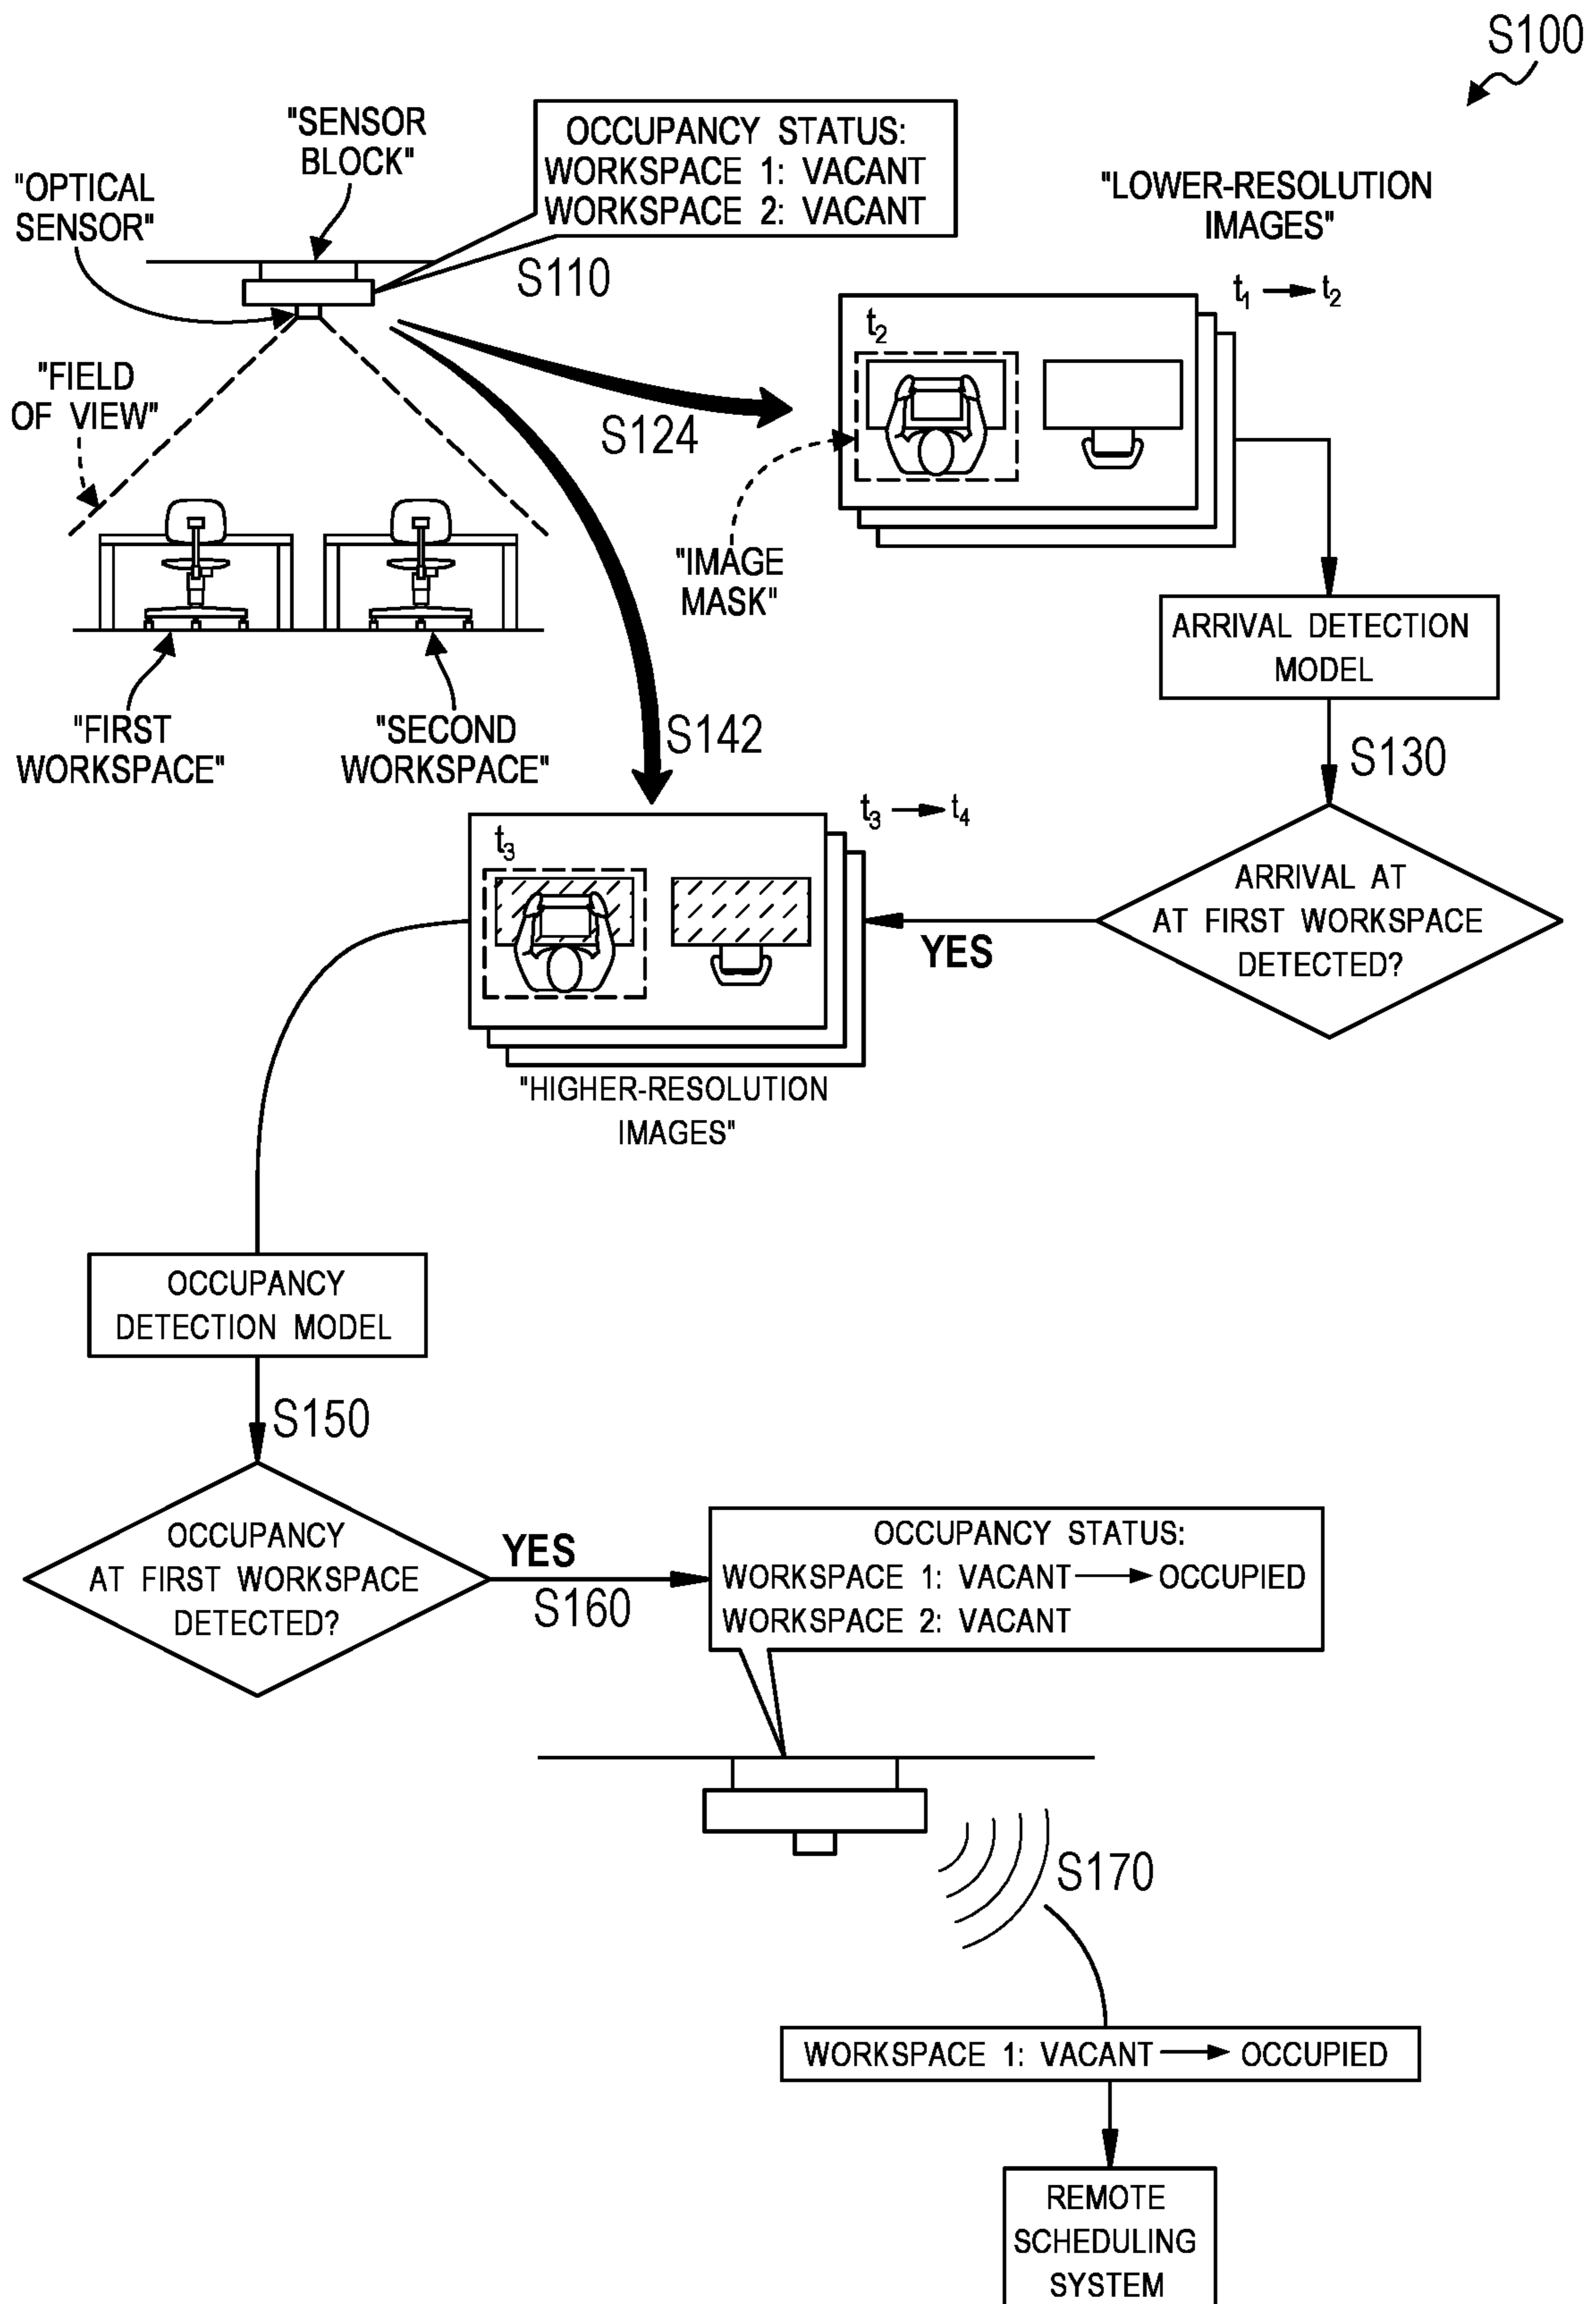 S100
"SENSOR
BLOCK"
OCCUPANCY STATUS:
WORKSPACE 1: VACANT
WORKSPACE 2: VACANT
"OPTICAL
SENSOR"
"LOWER-RESOLUTION
IMAGES"
S110
t1 → t2
t2
"FIELD
OF VIEW"
S124
"IMAGE
MASK"
ARRIVAL DETECTION
MODEL
"FIRST
WORKSPACE"
"SECOND
WORKSPACE"
S142
S130
t3 → t4
t3
ARRIVAL AT
AT FIRST WORKSPACE
DETECTED?
YES
"HIGHER-RESOLUTION
IMAGES"
OCCUPANCY
DETECTION MODEL
S150
OCCUPANCY
AT FIRST WORKSPACE
DETECTED?
YES
S160
OCCUPANCY STATUS:
WORKSPACE 1: VACANT → OCCUPIED
WORKSPACE 2: VACANT
S170
WORKSPACE 1: VACANT → OCCUPIED
REMOTE
SCHEDULING
SYSTEM